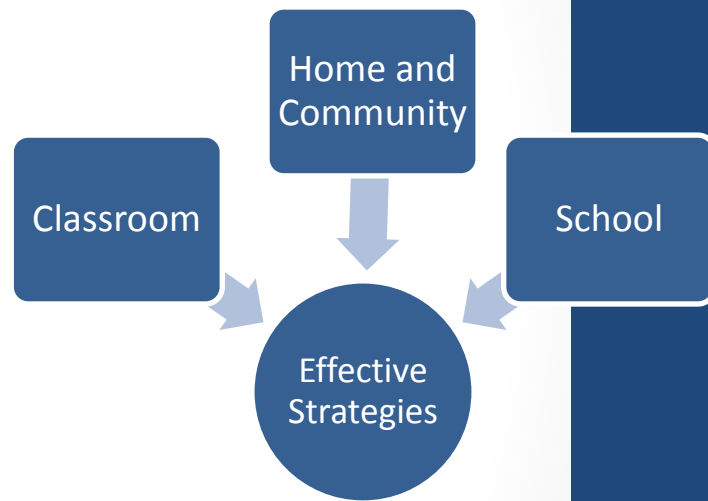 Home and
Community
Classroom
School
Effective
Strategies